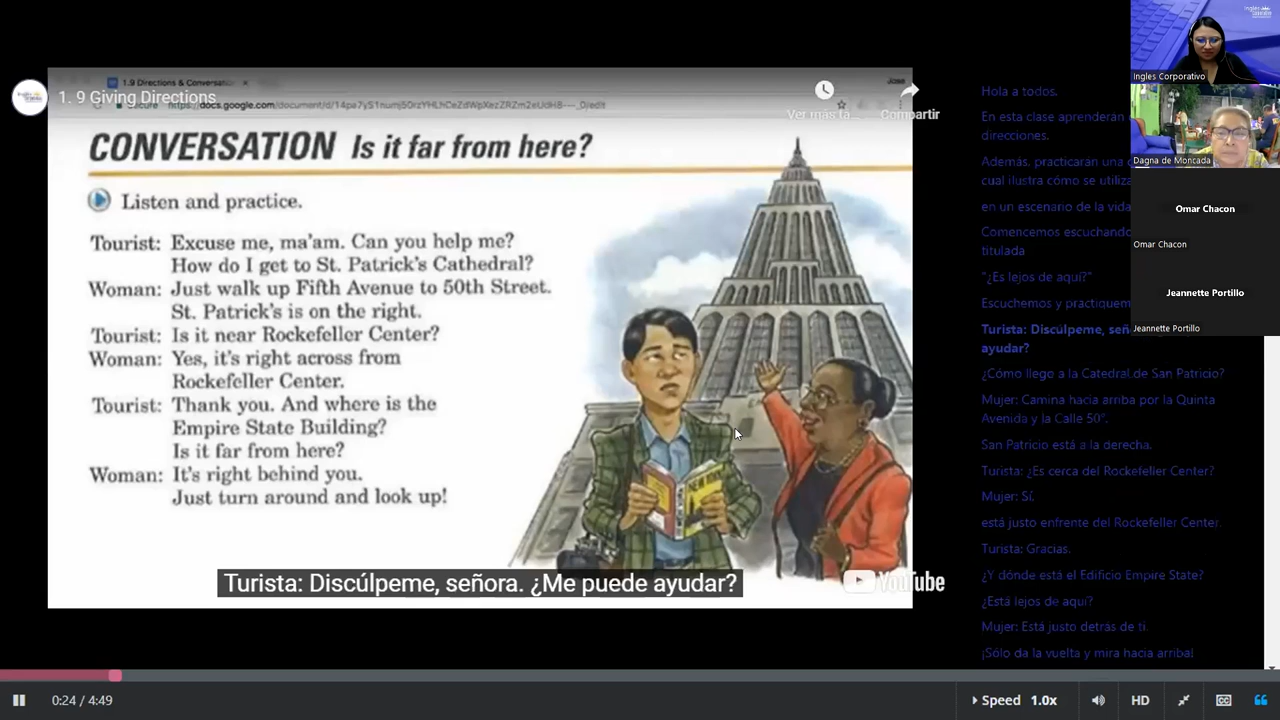 1.9 Directions & Conversati
Jose
1. 9 Giving Directions
Ver más ta...
Compartir
CONVERSATION Is it far from here?
Listen and practice.
Tourist: Excuse me, ma'am. Can you help me?
How do I get to St. Patrick's Cathedral?
Woman: Just walk up Fifth Avenue to 50th Street.
St. Patrick's is on the right.
Tourist: Is it near Rockefeller Center?
Woman: Yes, it's right across from
Rockefeller Center.
Tourist: Thank you. And where is the
Empire State Building?
Is it far from here?
Woman: It's right behind you.
Just turn around and look up!
NEW YORK
Turista: Discúlpeme, señora. ¿Me puede ayudar?
YouTube
Ingles Corporativo
Dagna de Moncada
Omar Chacon
Omar Chacon
Jeannette Portillo
Jeannette Portillo
Hola a todos.
En esta clase aprenderán
direcciones.
Además, practicarán una
cual ilustra cómo se utiliza
en un escenario de la vida
Comencemos escuchando
titulada
"¿Es lejos de aquí?"
Escuchemos y practiquem
Turista: Discúlpeme, seño
ayudar?
¿Cómo llego a la Catedral de San Patricio?
Mujer: Camina hacia arriba por la Quinta
Avenida y la Calle 50°.
San Patricio está a la derecha.
Turista: ¿Es cerca del Rockefeller Center?
Mujer: Sí,
está justo enfrente del Rockefeller Center.
Turista: Gracias.
¿Y dónde está el Edificio Empire State?
¿Está lejos de aquí?
Mujer: Está justo detrás de ti.
¡Sólo da la vuelta y mira hacia arriba!
0:24 / 4:49
Speed 1.0x
HD
CC